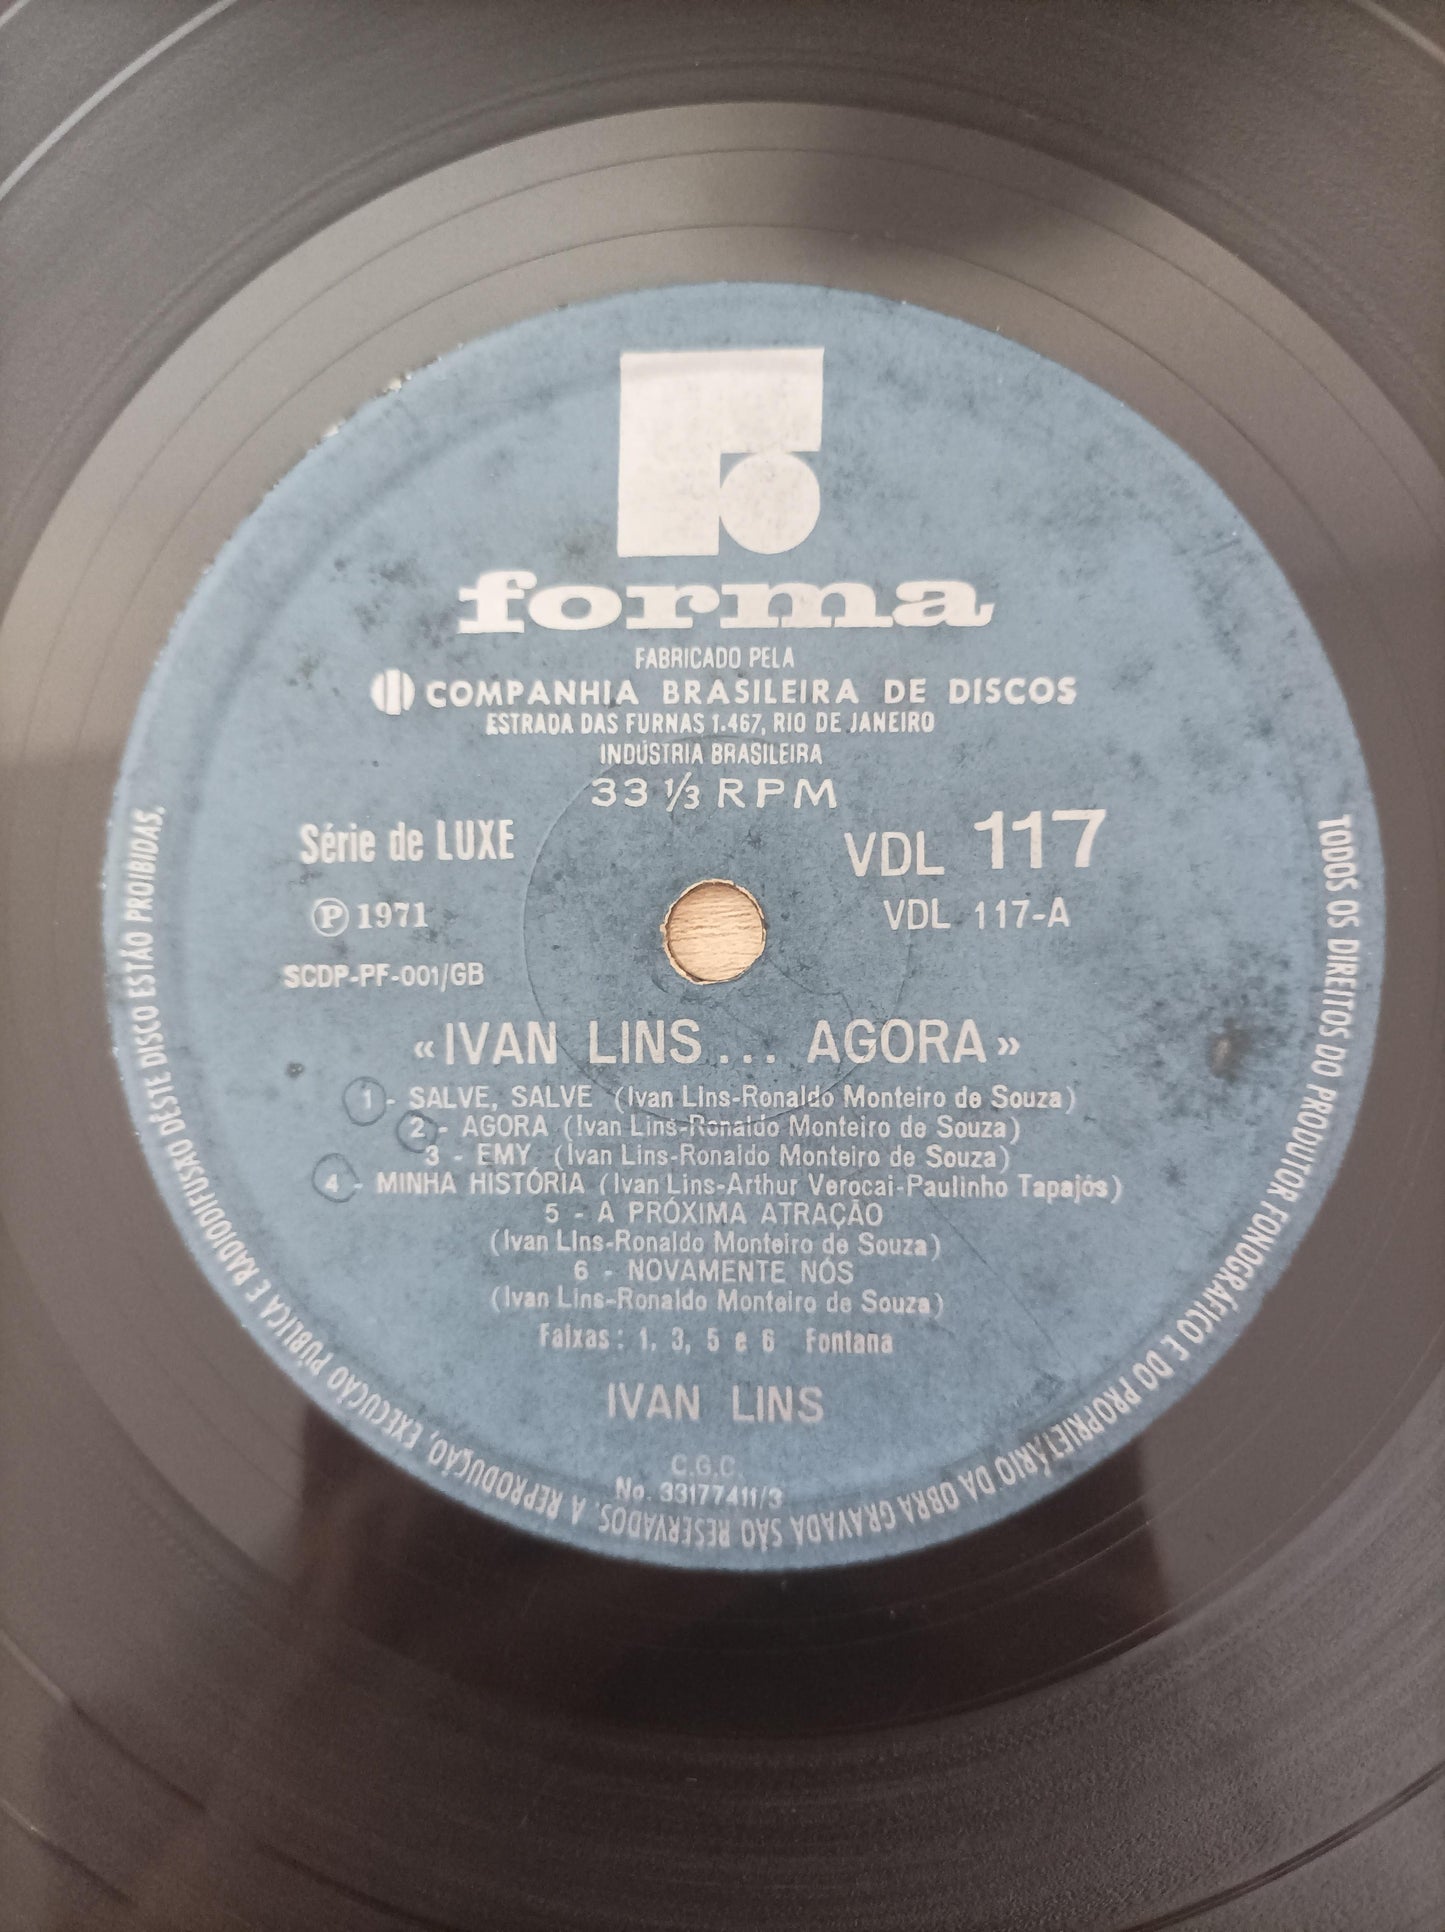 forma
FABRICADO PELA
COMPANHIA BRASILEIRA DE DISCOS
ESTRADA DAS FURNAS 1.467, RIO DE JANEIRO
INDÚSTRIA BRASILEIRA
33 1/3 RPM
Série de LUXE
VDL 117
Ⓟ 1971
VDL 117-A
SCDP-PF-001/GB
«IVAN LINS... AGORA»
1 - SALVE, SALVE (Ivan Lins-Ronaldo Monteiro de Souza)
2 - AGORA (Ivan Lins-Ronaldo Monteiro de Souza)
3 - EMY (Ivan Lins-Ronaldo Monteiro de Souza)
4 - MINHA HISTÓRIA (Ivan Lins-Arthur Verocai-Paulinho Tapajós)
5 - A PRÓXIMA ATRAÇÃO
(Ivan Lins-Ronaldo Monteiro de Souza)
6 - NOVAMENTE NÓS
(Ivan Lins-Ronaldo Monteiro de Souza)
Faixas: 1, 3, 5 e 6 Fontana
IVAN LINS
C.G.C.
No. 33177411/3
TODOS OS DIREITOS DO PRODUTOR FONOGRÁFICO E DO PROPRIETÁRIO DA OBRA GRAVADA SÃO RESERVADOS. A REPRODUÇÃO, EXECUÇÃO PÚBLICA E RADIODIFUSÃO DESTE DISCO ESTÃO PROIBIDAS.